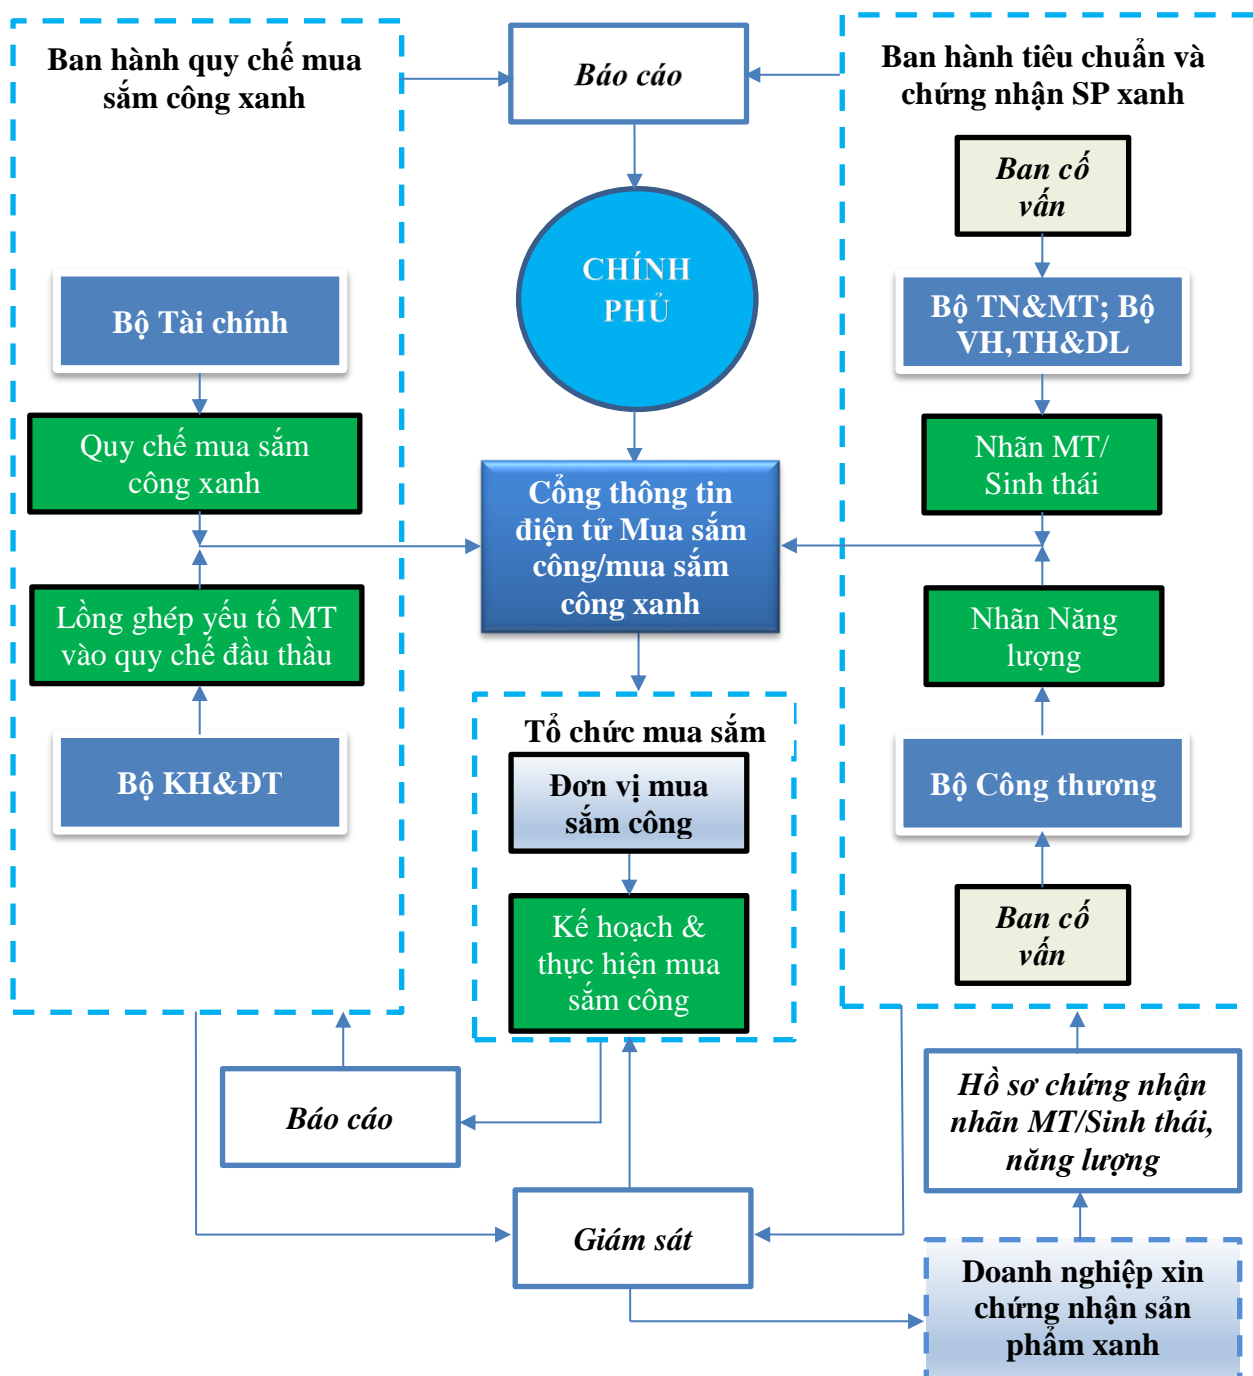 Ban hành quy chế mua
sắm công xanh
Báo cáo
Ban hành tiêu chuẩn và
chứng nhận SP xanh
Ban cố
vấn
CHÍNH
PHỦ
Bộ Tài chính
Bộ TN&MT; Bộ
VH,TH&DL
Quy chế mua sắm
công xanh
Nhãn MT/
Sinh thái
Cổng thông tin
điện tử Mua sắm
công/mua sắm
công xanh
Lồng ghép yếu tố MT
vào quy chế đầu thầu
Nhãn Năng
lượng
Tổ chức mua sắm
Bộ KH&ĐT
Đơn vị mua
sắm công
Bộ Công thương
Kế hoạch &
thực hiện mua
sắm công
Ban cố
vấn
Báo cáo
Hồ sơ chứng nhận
nhãn MT/Sinh thái,
năng lượng
Giám sát
Doanh nghiệp xin
chứng nhận sản
phẩm xanh